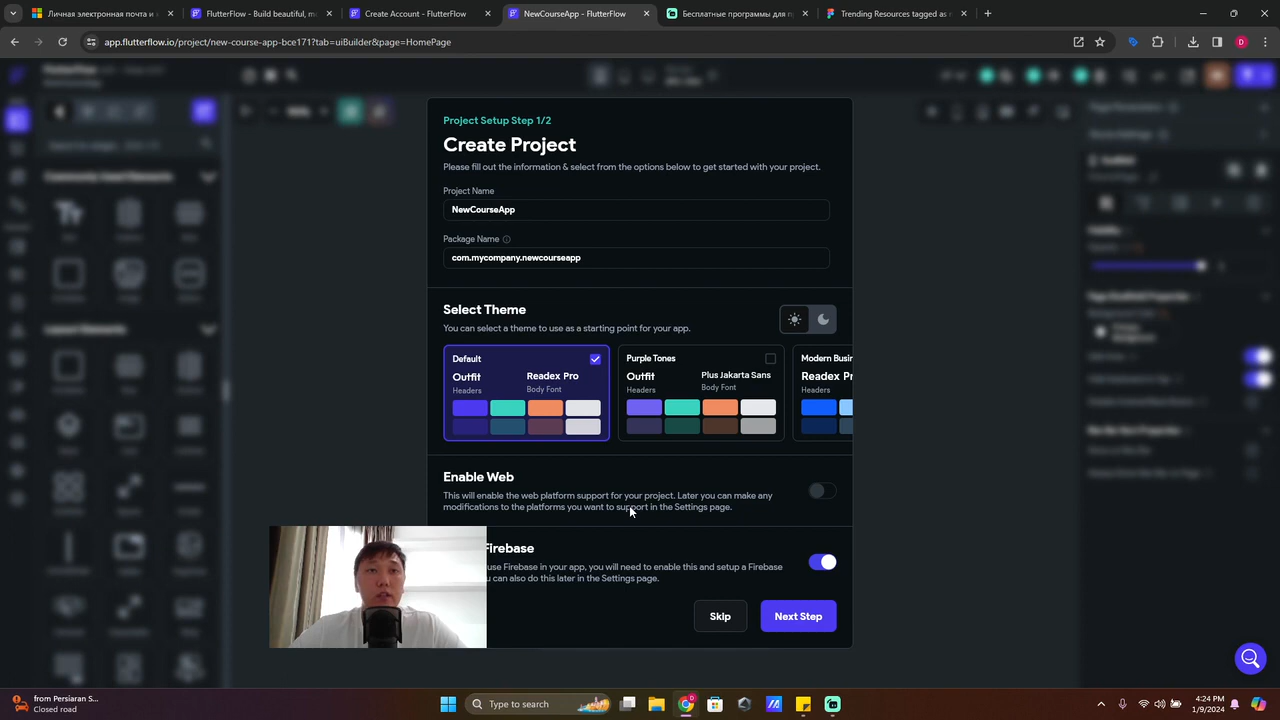 Личная электронная почта и к
FlutterFlow - Build beautiful, m
Create Account - FlutterFlow
NewCourseApp - FlutterFlow
Бесплатные программы для п
Trending Resources tagged as r
app.flutterflow.io/project/new-course-app-bce171?tab=uiBuilder&page=HomePage
Project Setup Step 1/2
Create Project
Please fill out the information & select from the options below to get started with your project.
Project Name
NewCourseApp
Package Name
com.mycompany.newcourseapp
Select Theme
You can select a theme to use as a starting point for your app.
Default
Outfit
Headers
Readex Pro
Body Font
Purple Tones
Outfit
Headers
Plus Jakarta Sans
Body Font
Modern Busin
Readex Pr
Headers
Enable Web
This will enable the web platform support for your project. Later you can make any
modifications to the platforms you want to support in the Settings page.
Firebase
use Firebase in your app, you will need to enable this and setup a Firebase
u can also do this later in the Settings page.
Skip
Next Step
from Persiaran S...
Closed road
Type to search
4:24 PM
1/9/2024